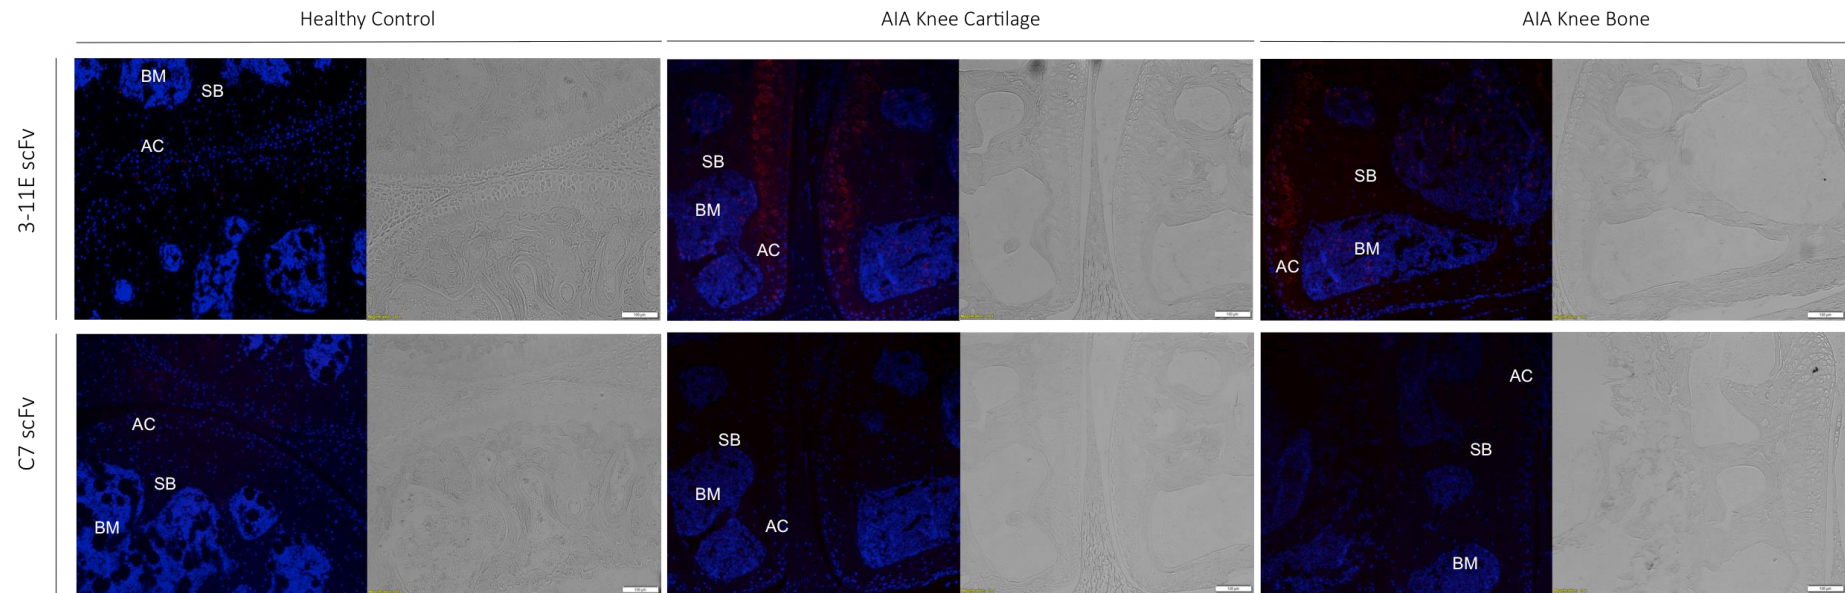 Healthy Control
AIA Knee Cartilage
AIA Knee Bone
3-11E scFv
BM
SB
AC
SB
BM
AC
SB
BM
AC
C7 scFv
AC
SB
BM
SB
BM
AC
AC
SB
BM